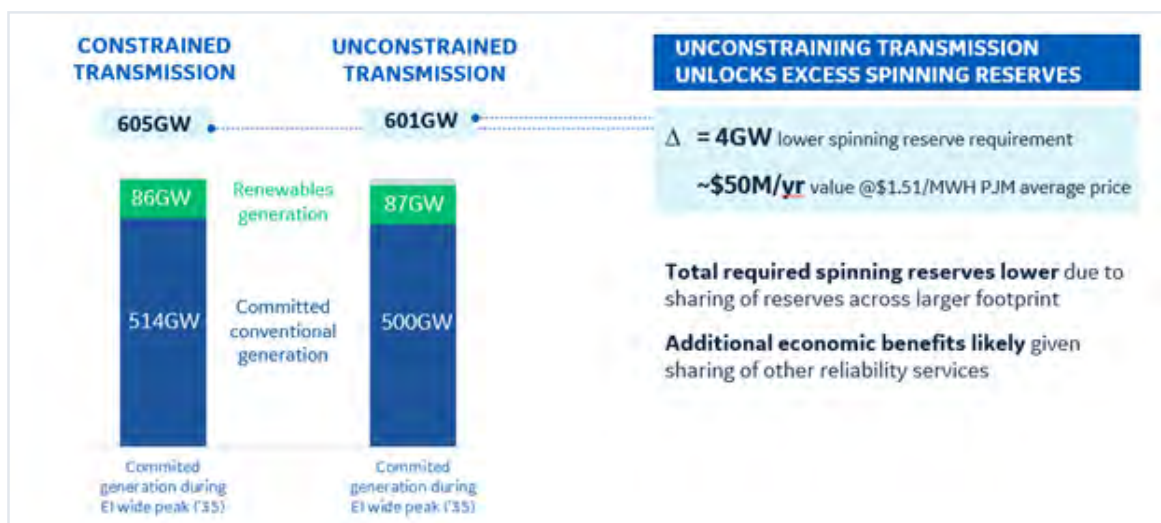 CONSTRAINED
TRANSMISSION
605GW
86GW
514GW
Commited
generation during
EI wide peak ('35)
Renewables
generation
Committed
conventional
generation
UNCONSTRAINED
TRANSMISSION
601GW
87GW
500GW
Commited
generation during
EI wide peak ('35)
UNCONSTRAINING TRANSMISSION
UNLOCKS EXCESS SPINNING RESERVES
Δ = 4GW lower spinning reserve requirement
~$50M/yr value @$1.51/MWH PJM average price
Total required spinning reserves lower due to
sharing of reserves across larger footprint
Additional economic benefits likely given
sharing of other reliability services